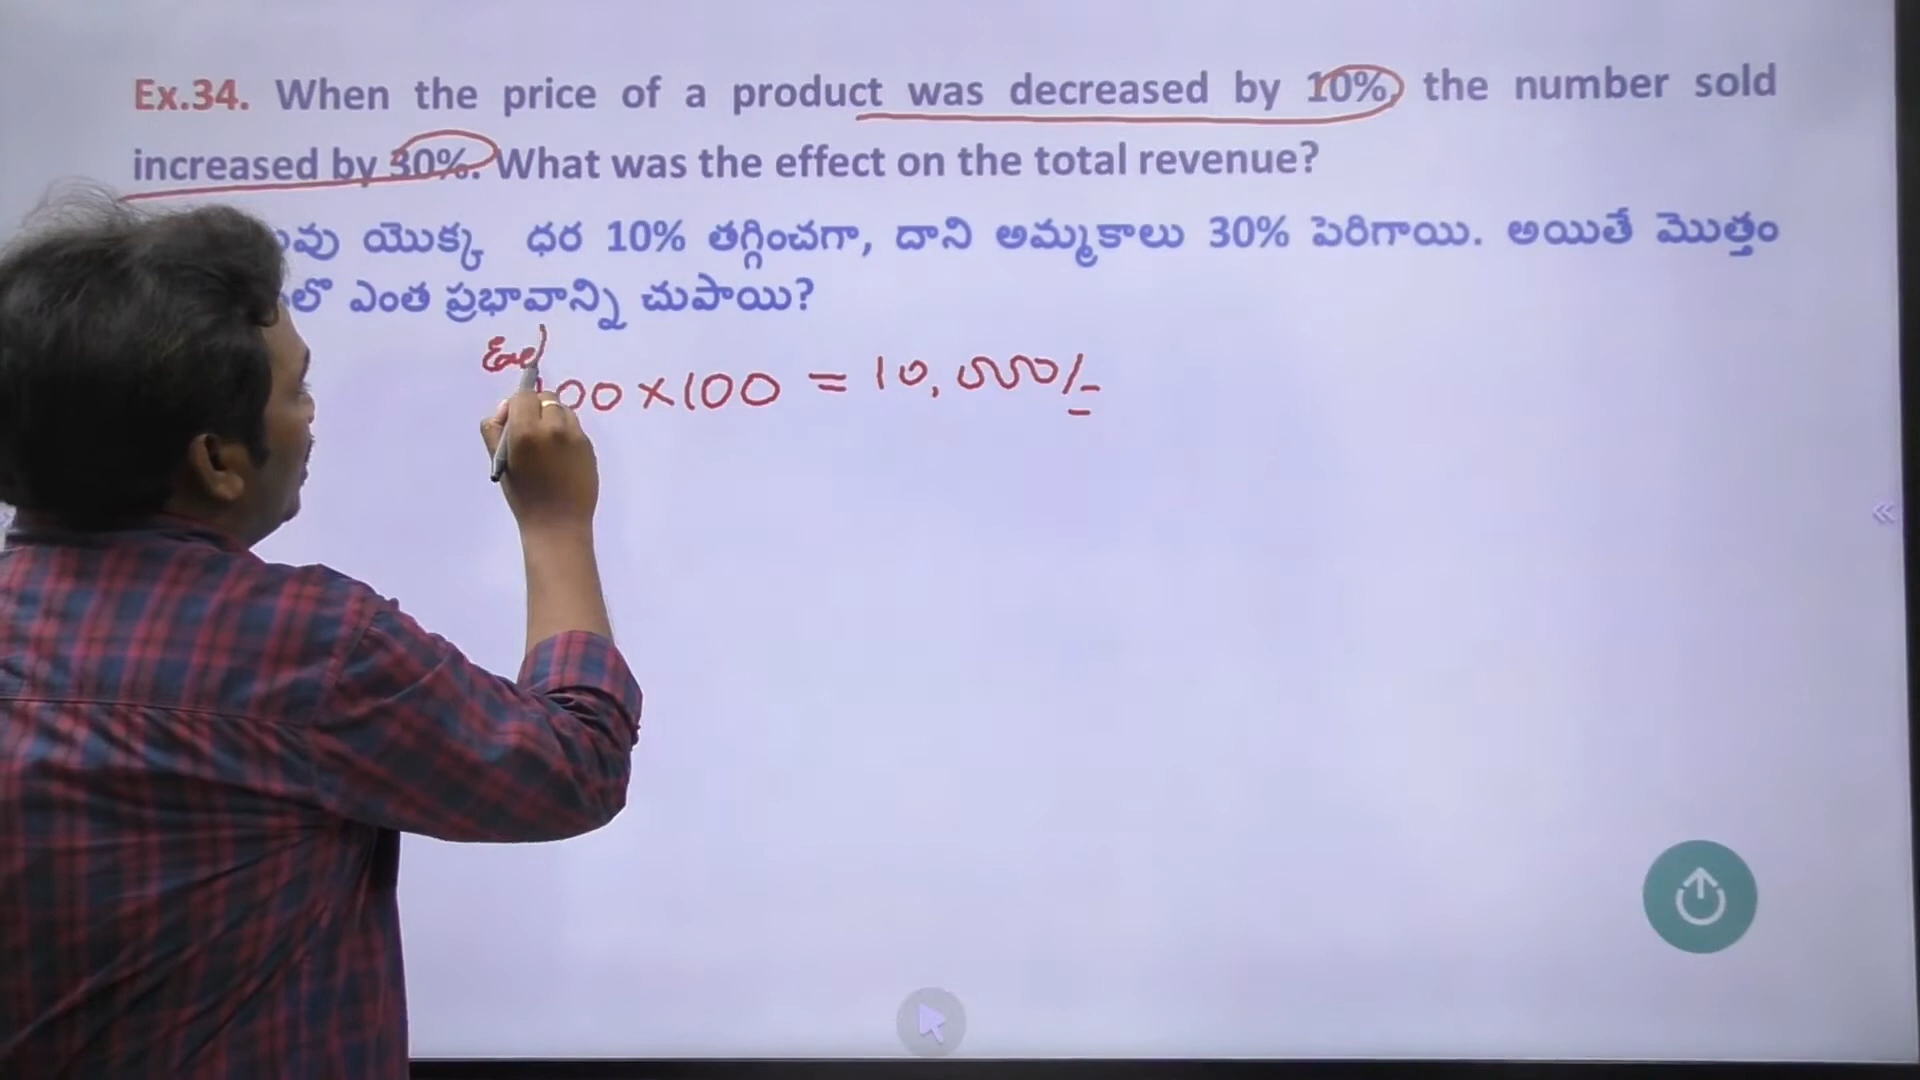 Ex.34. When the price of a product was decreased by 10%, the number sold
increased by 30%. What was the effect on the total revenue?
యొక్క ధర 10% తగ్గించగా, దాని అమ్మకాలు 30% పెరిగాయి. అయితే మొత్తం
ఎంత ప్రభావాన్ని చుపాయి?
100 × 100 = 10,000/-